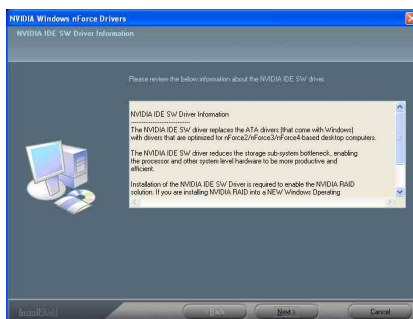 NVIDIA Windows nForce Drivers
NVIDIA IDE SW Driver Information
Please review the below information about the NVIDIA IDE SW driver.
NVIDIA IDE SW Driver Information
------------------------------
The NVIDIA IDE SW driver replaces the ATA drivers (that come with Windows)
with drivers that are optimized for nForce2/nForce3/nForce4-based desktop computers.
The NVIDIA IDE SW driver reduces the storage sub-system bottleneck, enabling
the processor and other system level hardware to be more productive and
efficient.
Installation of the NVIDIA IDE SW Driver is required to enable the NVIDIA RAID
solution. If you are installing NVIDIA RAID into a NEW Windows Operating
InstallShield
< Back
Next >
Cancel